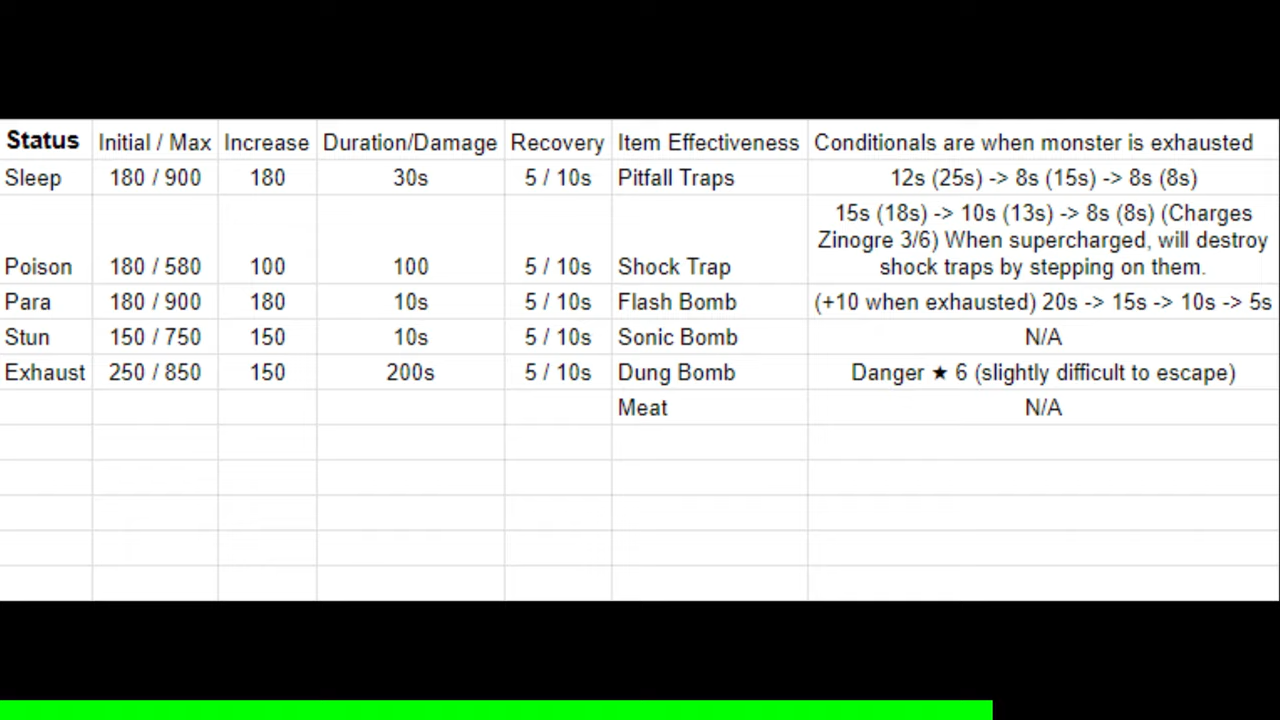 Status Initial / Max Increase Duration/Damage Recovery Item Effectiveness Conditionals are when monster is exhausted
Sleep 180 / 900 180 30s 5 / 10s Pitfall Traps 12s (25s) -> 8s (15s) -> 8s (8s)
15s (18s) -> 10s (13s) -> 8s (8s) (Charges
Zinogre 3/6) When supercharged, will destroy
Poison 180 / 580 100 100 5 / 10s Shock Trap shock traps by stepping on them.
Para 180 / 900 180 10s 5 / 10s Flash Bomb (+10 when exhausted) 20s -> 15s -> 10s -> 5s
Stun 150 / 750 150 10s 5 / 10s Sonic Bomb N/A
Exhaust 250 / 850 150 200s 5 / 10s Dung Bomb Danger ★ 6 (slightly difficult to escape)
Meat N/A